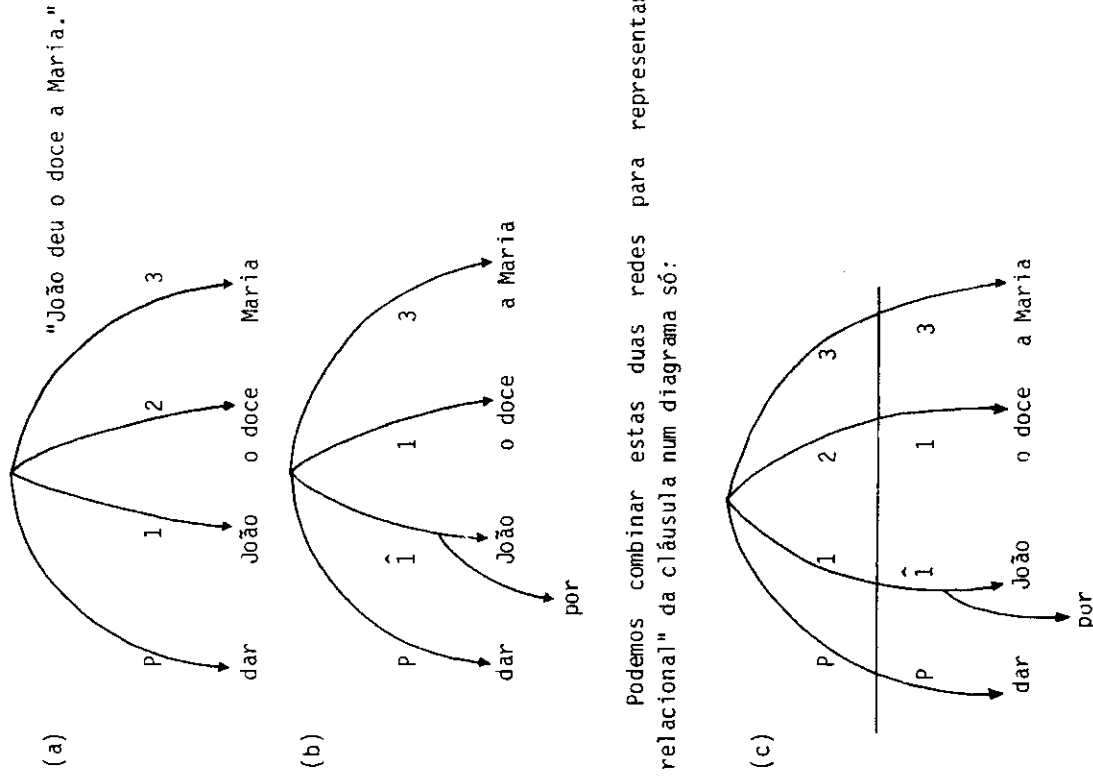 (a)
"João deu o doce a Maria."
P 1 2 3
dar João o doce Maria
(b)
P 1̂ 1 3
dar João o doce a Maria
por
Podemos combinar estas duas redes para
relacional" da cláusula num diagrama só:
(c)
P 1 2 3
P 1̂ 1 3
dar João o doce a Maria
por